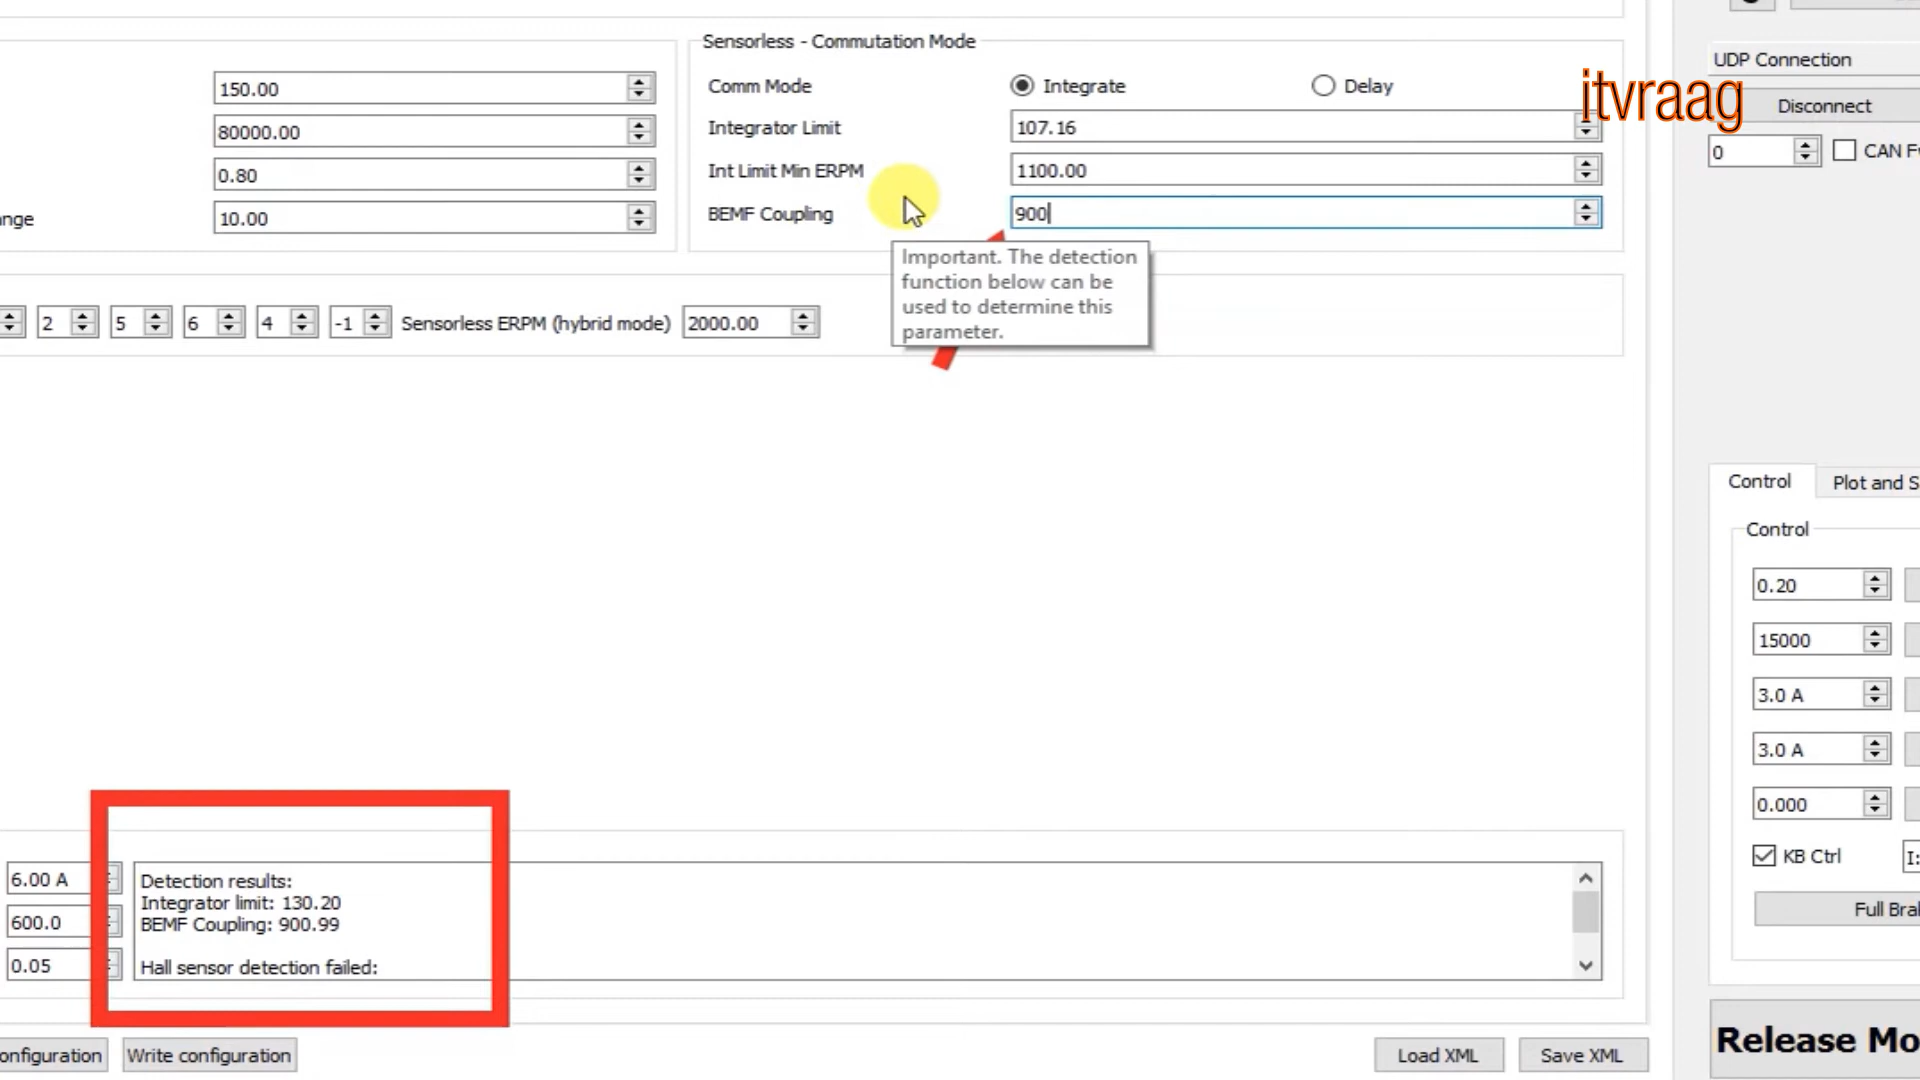 Sensorless - Commutation Mode
UDP Connection
itvraag
150.00
Comm Mode
Integrate
Delay
Disconnect
80000.00
Integrator Limit
107.16
0
0.80
Int Limit Min ERPM
1100.00
10.00
BEMF Coupling
900
Important. The detection
function below can be
used to determine this
parameter.
2
5
6
4
-1
Sensorless ERPM (hybrid mode)
2000.00
Control
Plot and S
Control
0.20
15000
3.0 A
3.0 A
0.000
KB Ctrl
6.00 A
600.0
0.05
Detection results:
Integrator limit: 130.20
BEMF Coupling: 900.99
Hall sensor detection failed:
Write configuration
Load XML
Save XML
Release Mo